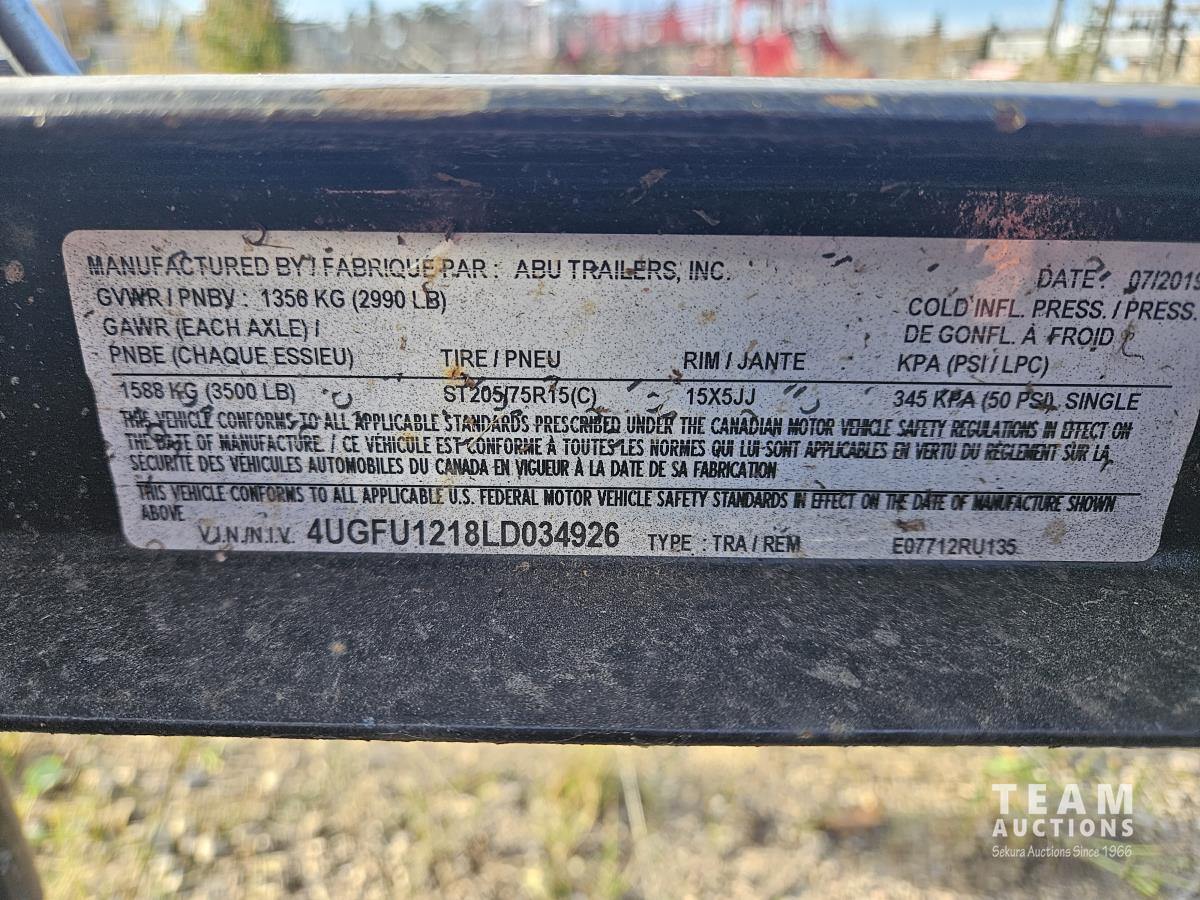 MANUFACTURED BY / FABRIQUE PAR : ABU TRAILERS, INC.
DATE: 07/2019
GVWR / PNBV : 1356 KG (2990 LB)
COLD INFL. PRESS. / PRESS.
GAWR (EACH AXLE) /
DE GONFL. À FROID
PNBE (CHAQUE ESSIEU) TIRE / PNEU RIM / JANTE KPA (PSI / LPC)
1588 KG (3500 LB) ST205/75R15(C) 15X5JJ 345 KPA (50 PSI), SINGLE
THIS VEHICLE CONFORMS TO ALL APPLICABLE STANDARDS PRESCRIBED UNDER THE CANADIAN MOTOR VEHICLE SAFETY REGULATIONS IN EFFECT ON
THE DATE OF MANUFACTURE / CE VÉHICULE EST CONFORME À TOUTES LES NORMES QUI LUI SONT APPLICABLES EN VERTU DU RÈGLEMENT SUR LA
SÉCURITÉ DES VÉHICULES AUTOMOBILES DU CANADA EN VIGUEUR À LA DATE DE SA FABRICATION
THIS VEHICLE CONFORMS TO ALL APPLICABLE U.S. FEDERAL MOTOR VEHICLE SAFETY STANDARDS IN EFFECT ON THE DATE OF MANUFACTURE SHOWN
ABOVE
V.I.N./N.I.V. 4UGFU1218LD034926 TYPE : TRA / REM E07712RU135
TEAM
AUCTIONS
Sekura Auctions Since 1966